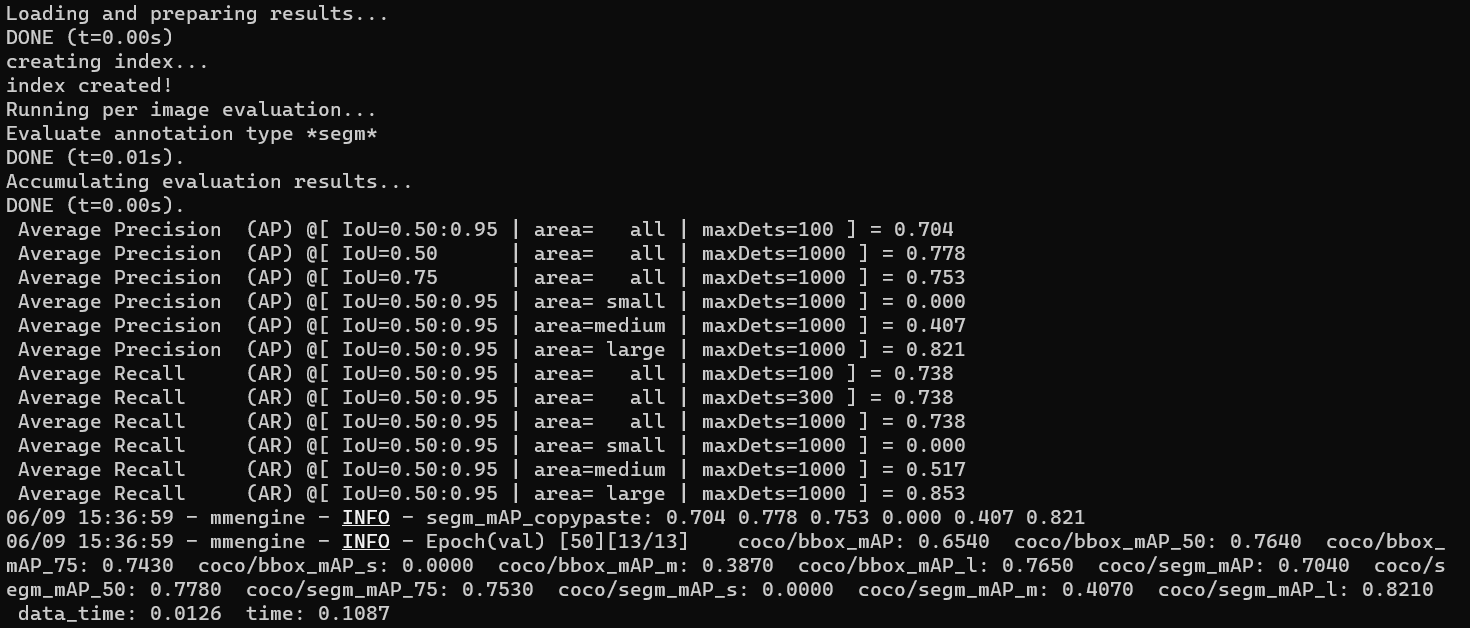 Loading and preparing results...
DONE (t=0.00s)
creating index...
index created!
Running per image evaluation...
Evaluate annotation type *segm*
DONE (t=0.01s).
Accumulating evaluation results...
DONE (t=0.00s).
 Average Precision  (AP) @[ IoU=0.50:0.95 | area=   all | maxDets=100 ] = 0.704
 Average Precision  (AP) @[ IoU=0.50      | area=   all | maxDets=1000 ] = 0.778
 Average Precision  (AP) @[ IoU=0.75      | area=   all | maxDets=1000 ] = 0.753
 Average Precision  (AP) @[ IoU=0.50:0.95 | area= small | maxDets=1000 ] = 0.000
 Average Precision  (AP) @[ IoU=0.50:0.95 | area=medium | maxDets=1000 ] = 0.407
 Average Precision  (AP) @[ IoU=0.50:0.95 | area= large | maxDets=1000 ] = 0.821
 Average Recall     (AR) @[ IoU=0.50:0.95 | area=   all | maxDets=100 ] = 0.738
 Average Recall     (AR) @[ IoU=0.50:0.95 | area=   all | maxDets=300 ] = 0.738
 Average Recall     (AR) @[ IoU=0.50:0.95 | area=   all | maxDets=1000 ] = 0.738
 Average Recall     (AR) @[ IoU=0.50:0.95 | area= small | maxDets=1000 ] = 0.000
 Average Recall     (AR) @[ IoU=0.50:0.95 | area=medium | maxDets=1000 ] = 0.517
 Average Recall     (AR) @[ IoU=0.50:0.95 | area= large | maxDets=1000 ] = 0.853
06/09 15:36:59 - mmengine - INFO - segm_mAP_copypaste: 0.704 0.778 0.753 0.000 0.407 0.821
06/09 15:36:59 - mmengine - INFO - Epoch(val) [50][13/13]    coco/bbox_mAP: 0.6540  coco/bbox_mAP_50: 0.7640  coco/bbox_
mAP_75: 0.7430  coco/bbox_mAP_s: 0.0000  coco/bbox_mAP_m: 0.3870  coco/bbox_mAP_l: 0.7650  coco/segm_mAP: 0.7040  coco/s
egm_mAP_50: 0.7780  coco/segm_mAP_75: 0.7530  coco/segm_mAP_s: 0.0000  coco/segm_mAP_m: 0.4070  coco/segm_mAP_l: 0.8210
 data_time: 0.0126  time: 0.1087